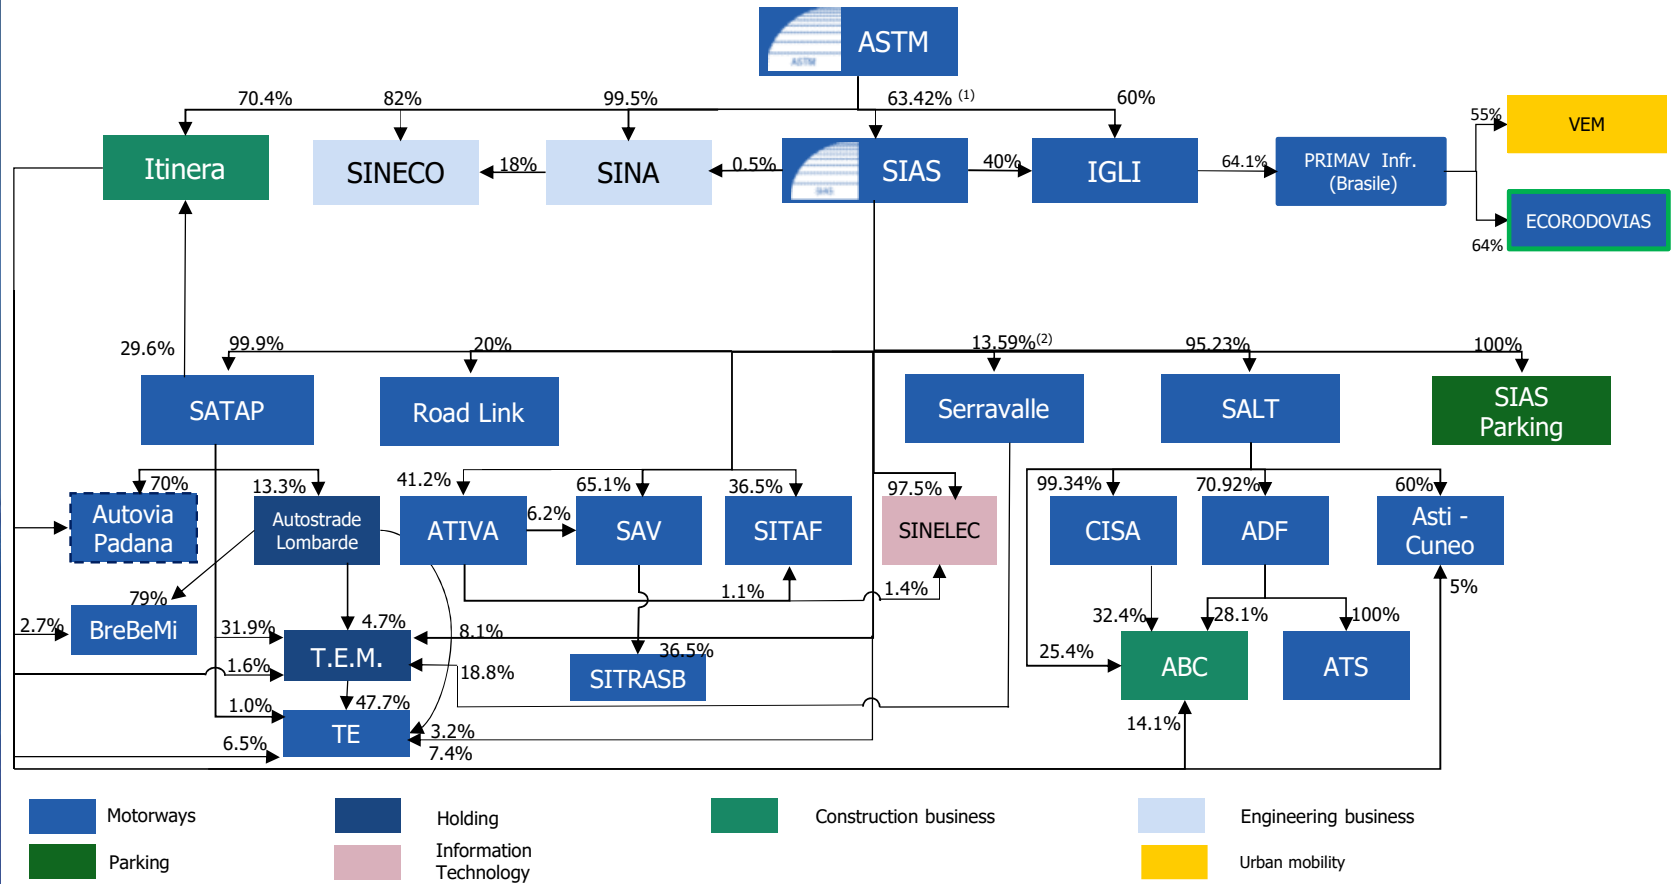 ASTM
ASTM
70.4%
82%
99.5%
63.42% (1)
60%
55%
VEM
Itinera
SINECO
18%
SINA
0.5%
SIAS
SIAS
40%
IGLI
64.1%
PRIMAV Infr.
(Brasile)
ECORODOVIAS
64%
29.6%
99.9%
20%
13.59%(2)
95.23%
100%
SATAP
Road Link
Serravalle
SALT
SIAS
Parking
70%
13.3%
41.2%
65.1%
36.5%
97.5%
99.34%
70.92%
60%
Autovia
Padana
Autostrade
Lombarde
ATIVA
6.2%
SAV
SITAF
SINELEC
CISA
ADF
Asti -
Cuneo
79%
1.1%
1.4%
5%
2.7%
BreBeMi
31.9%
4.7%
8.1%
32.4%
28.1%
100%
T.E.M.
1.6%
18.8%
36.5%
SITRASB
25.4%
ABC
ATS
1.0%
47.7%
TE
3.2%
14.1%
6.5%
7.4%
Motorways
Holding
Construction business
Engineering business
Parking
Information
Technology
Urban mobility